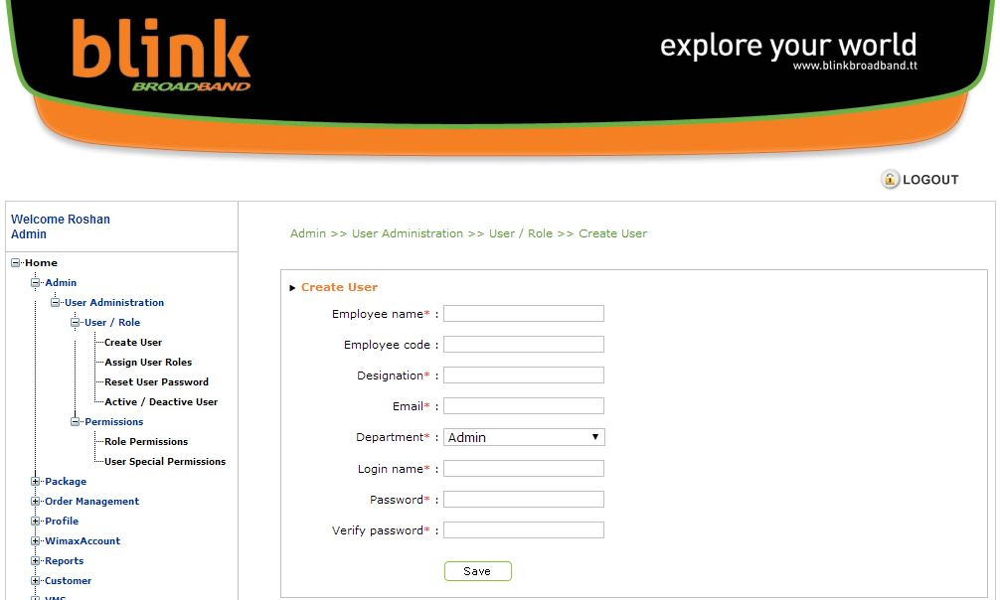 blink
BROADBAND
explore your world
www.blinkbroadband.tt
LOGOUT
Welcome Roshan
Admin
Home
Admin
User Administration
User / Role
Create User
Assign User Roles
Reset User Password
Active / Deactive User
Permissions
Role Permissions
User Special Permissions
Package
Order Management
Profile
WimaxAccount
Reports
Customer
VMS
Admin >> User Administration >> User / Role >> Create User
Create User
Employee name* :
Employee code :
Designation* :
Email* :
Department* : Admin
Login name* :
Password* :
Verify password* :
Save